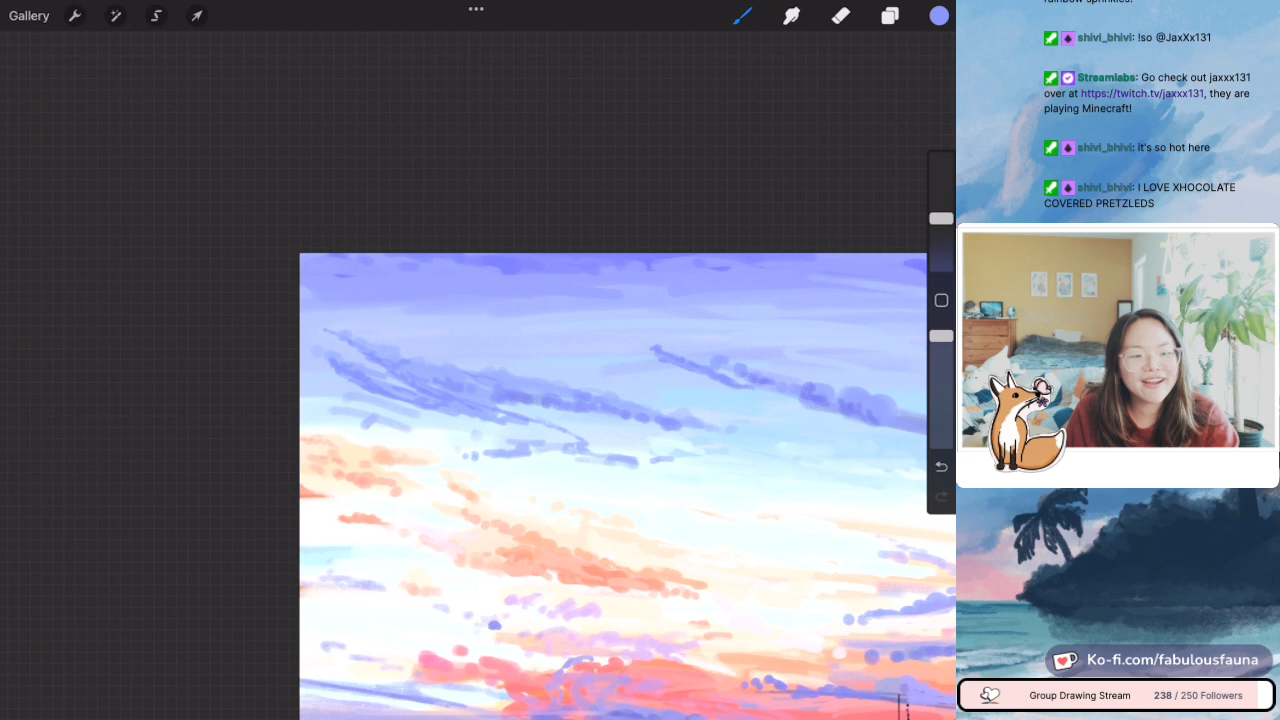 Gallery
rainbow sprinkles!
shivi_bhivi: !so @JaxXx131
Streamlabs: Go check out jaxxx131
over at https://twitch.tv/jaxxx131, they are
playing Minecraft!
shivi_bhivi: it's so hot here
shivi_bhivi: I LOVE XHOCOLATE
COVERED PRETZLEDS
Ko-fi.com/fabulousfauna
Group Drawing Stream 238 / 250 Followers